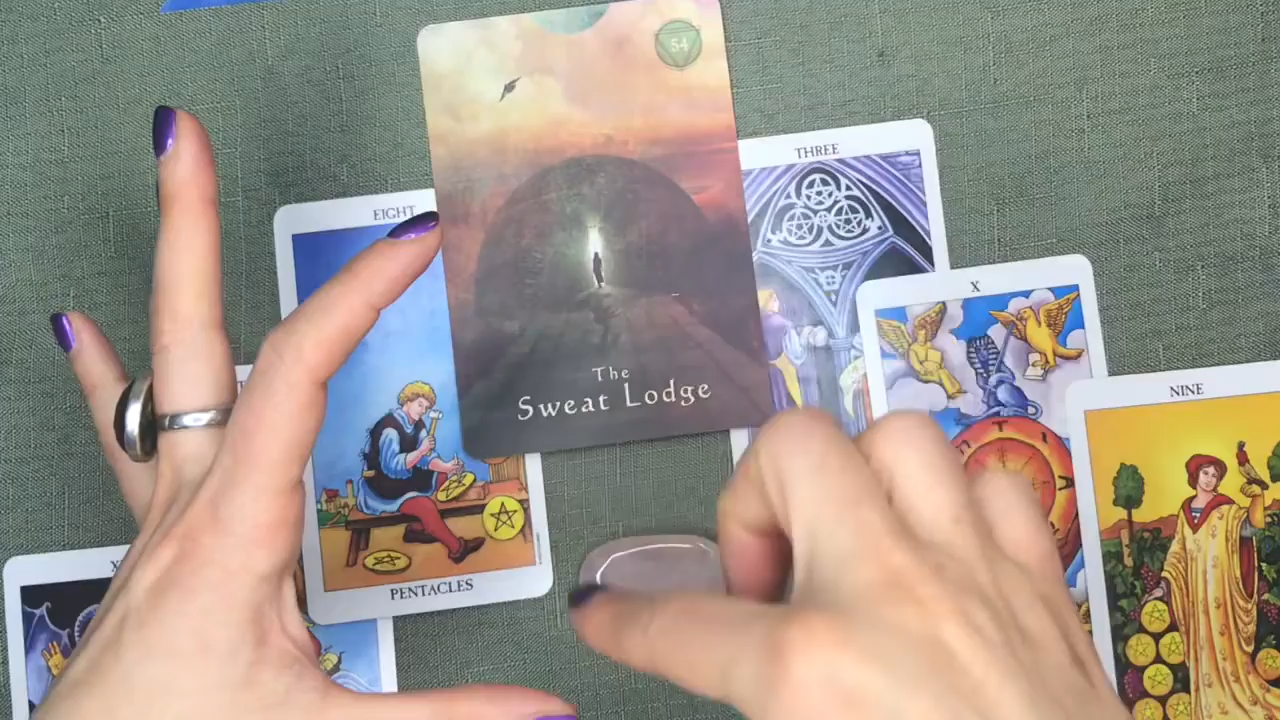 54
The
Sweat Lodge
EIGHT
PENTACLES
THREE
X
NINE
X